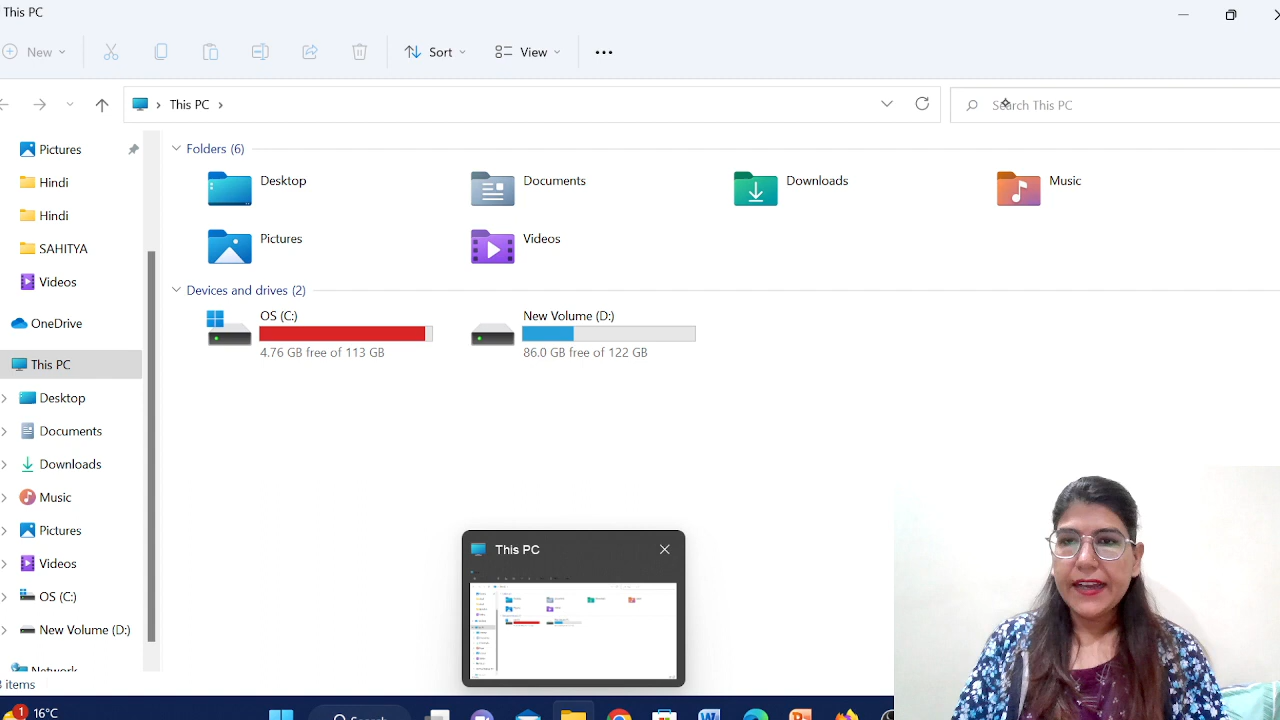 This PC
New
Sort
View
This PC
Search This PC
Pictures
Hindi
Hindi
SAHITYA
Videos
OneDrive
This PC
Desktop
Documents
Downloads
Music
Pictures
Videos
OS (C:)
New Volume (D:)
Network
Folders (6)
Desktop
Documents
Downloads
Music
Pictures
Videos
Devices and drives (2)
OS (C:)
4.76 GB free of 113 GB
New Volume (D:)
86.0 GB free of 122 GB
This PC
items
1
16°C
Search